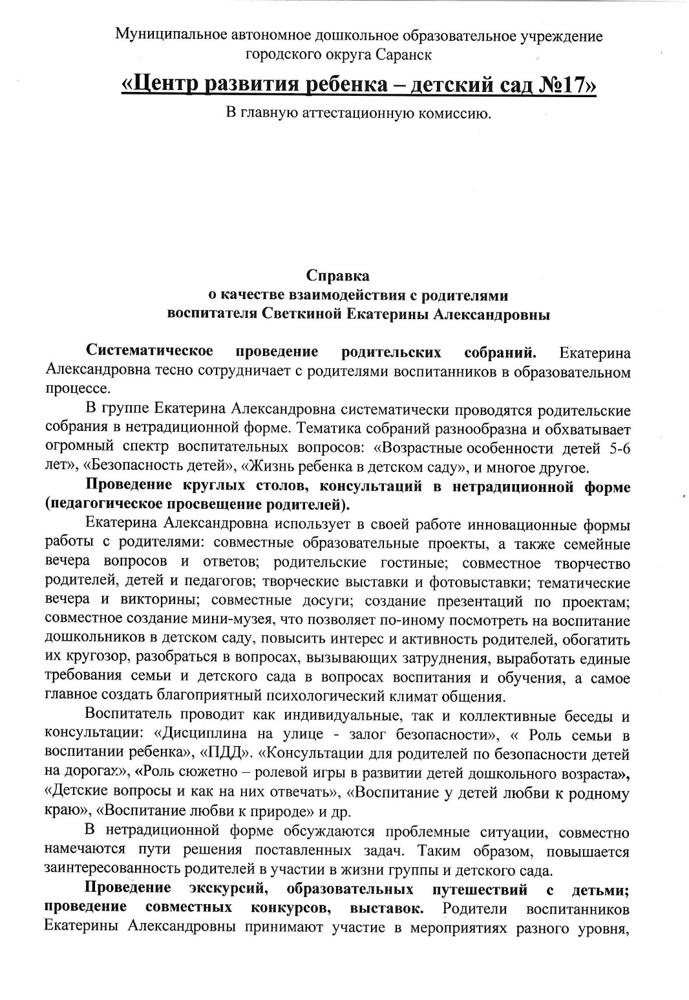 Муниципальное автономное дошкольное образовательное учреждение
городского округа Саранск
«Центр развития ребенка – детский сад №17»
В главную аттестационную комиссию.
Справка
о качестве взаимодействия с родителями
воспитателя Светкиной Екатерины Александровны
Систематическое проведение родительских собраний. Екатерина
Александровна тесно сотрудничает с родителями воспитанников в образовательном
процессе.
В группе Екатерина Александровна систематически проводятся родительские
собрания в нетрадиционной форме. Тематика собраний разнообразна и обхватывает
огромный спектр воспитательных вопросов: «Возрастные особенности детей 5-6
лет», «Безопасность детей», «Жизнь ребенка в детском саду», и многое другое.
Проведение круглых столов, консультаций в нетрадиционной форме
(педагогическое просвещение родителей).
Екатерина Александровна использует в своей работе инновационные формы
работы с родителями: совместные образовательные проекты, а также семейные
вечера вопросов и ответов; родительские гостиные; совместное творчество
родителей, детей и педагогов; творческие выставки и фотовыставки; тематические
вечера и викторины; совместные досуги; создание презентаций по проектам;
совместное создание мини-музея, что позволяет по-иному посмотреть на воспитание
дошкольников в детском саду, повысить интерес и активность родителей, обогатить
их кругозор, разобраться в вопросах, вызывающих затруднения, выработать единые
требования семьи и детского сада в вопросах воспитания и обучения, а самое
главное создать благоприятный психологический климат общения.
Воспитатель проводит как индивидуальные, так и коллективные беседы и
консультации: «Дисциплина на улице - залог безопасности», « Роль семьи в
воспитании ребенка», «ПДД». «Консультации для родителей по безопасности детей
на дорогах», «Роль сюжетно – ролевой игры в развитии детей дошкольного возраста»,
«Детские вопросы и как на них отвечать», «Воспитание у детей любви к родному
краю», «Воспитание любви к природе» и др.
В нетрадиционной форме обсуждаются проблемные ситуации, совместно
намечаются пути решения поставленных задач. Таким образом, повышается
заинтересованность родителей в участии в жизни группы и детского сада.
Проведение экскурсий, образовательных путешествий с детьми;
проведение совместных конкурсов, выставок. Родители воспитанников
Екатерины Александровны принимают участие в мероприятиях разного уровня,